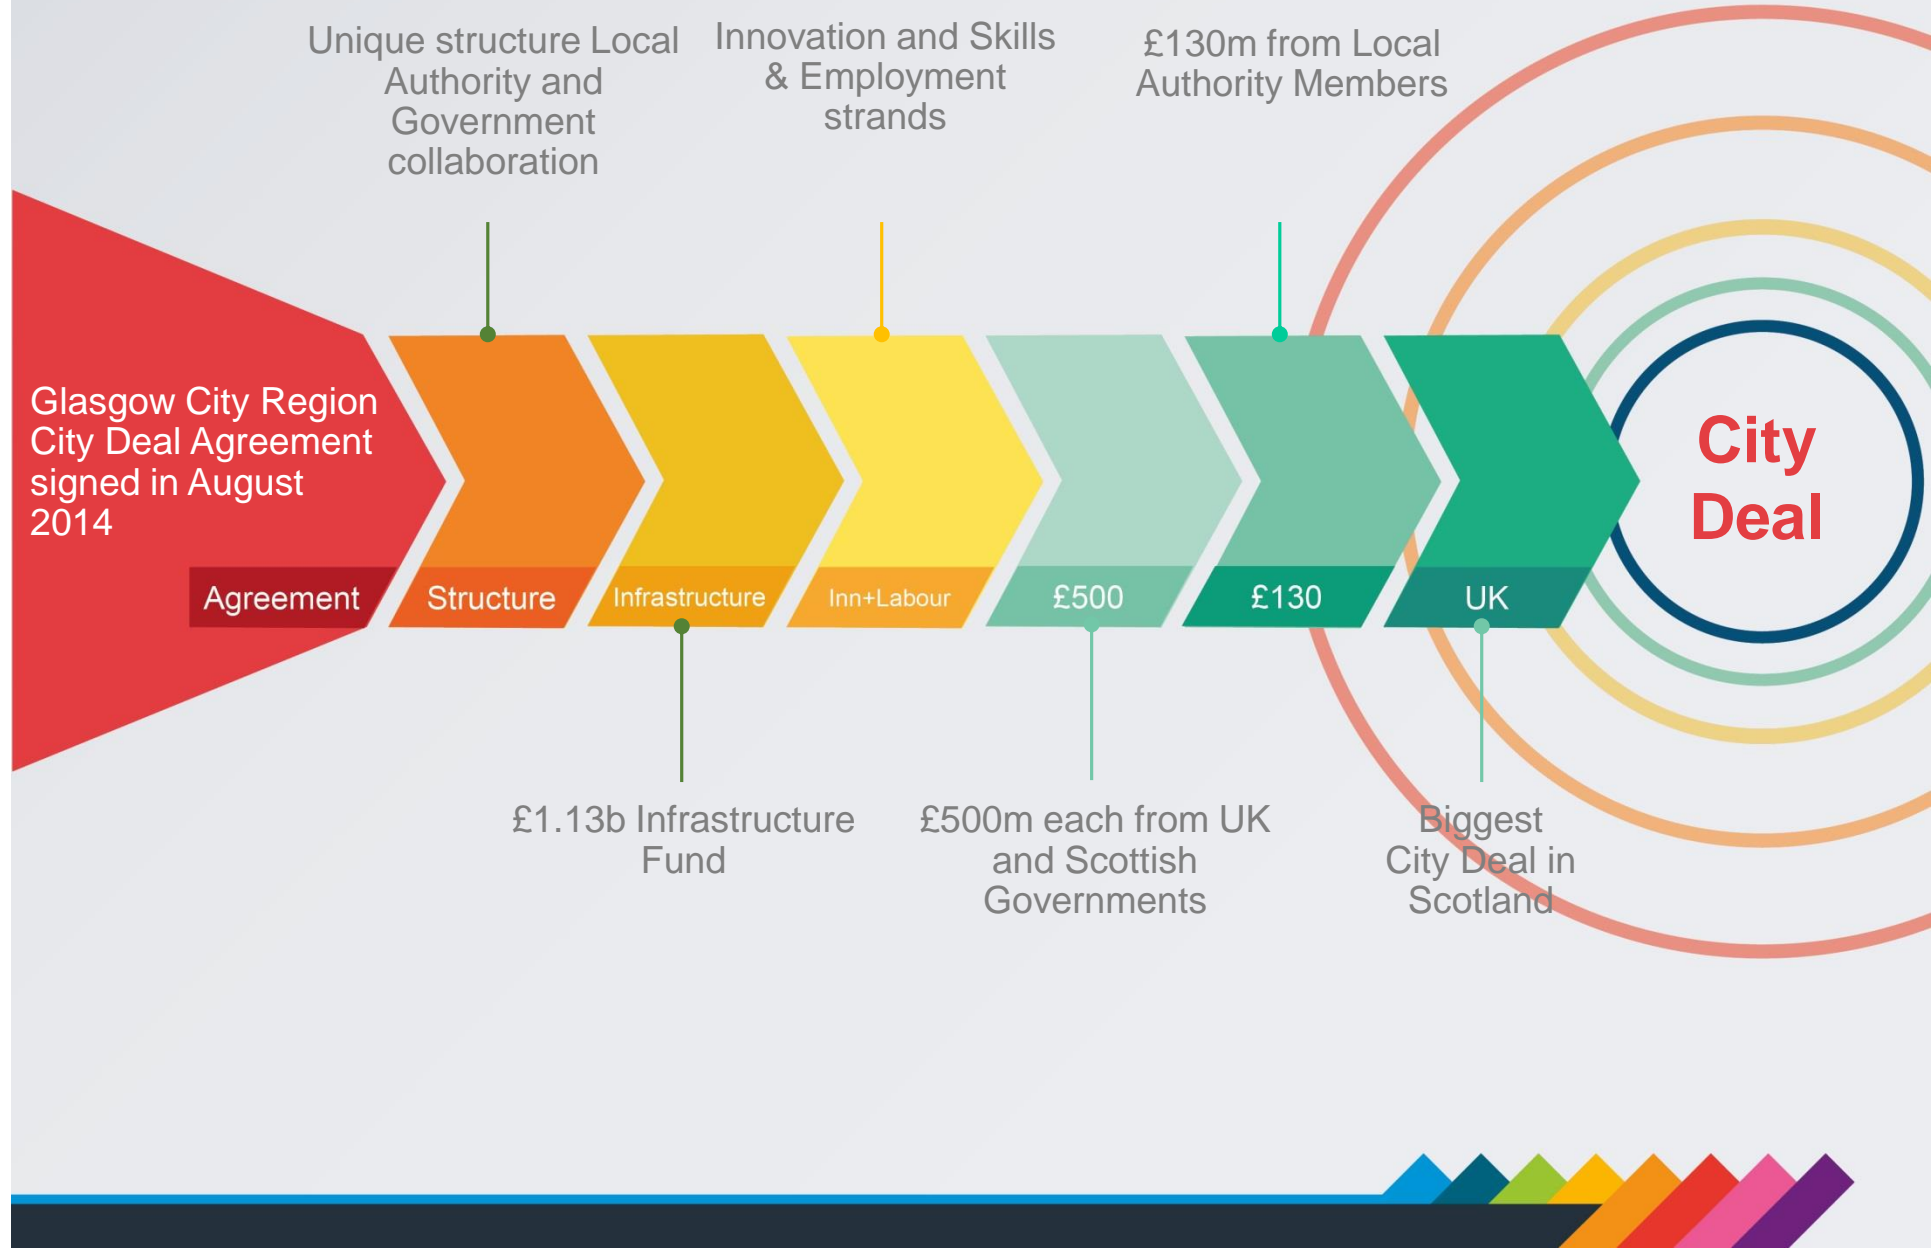 Unique structure Local
Authority and
Government
collaboration
Innovation and Skills
& Employment
strands
£130m from Local
Authority Members
Glasgow City Region
City Deal Agreement
signed in August
2014
City
Deal
Agreement
Structure
Infrastructure
Inn+Labour
£500
£130
UK
£1.13b Infrastructure
Fund
£500m each from UK
and Scottish
Governments
Biggest
City Deal in
Scotland